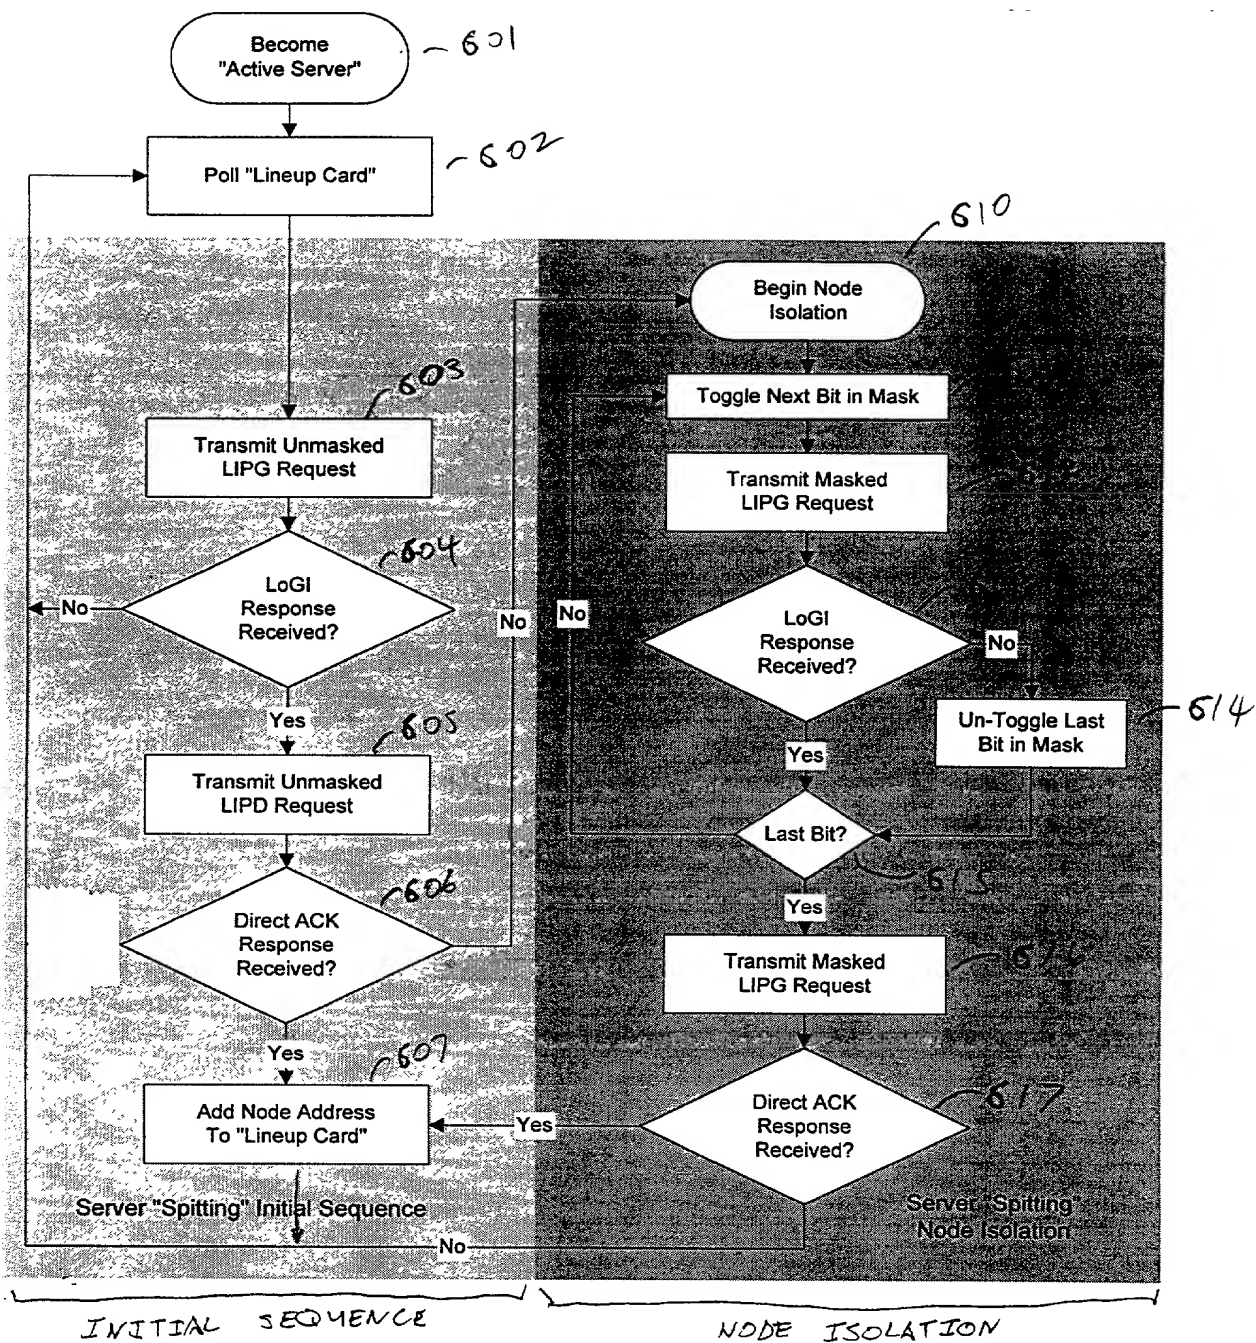 Become
"Active Server"
601
Poll "Lineup Card"
602
610
Begin Node
Isolation
603
Transmit Unmasked
LIPG Request
Toggle Next Bit in Mask
Transmit Masked
LIPG Request
604
LoGI
Response
Received?
No
No
No
LoGI
Response
Received?
No
Yes
605
Transmit Unmasked
LIPD Request
Un-Toggle Last
Bit in Mask
614
Yes
Last Bit?
615
606
Direct ACK
Response
Received?
Yes
Transmit Masked
LIPG Request
Yes
607
Add Node Address
To "Lineup Card"
Yes
Direct ACK
Response
Received?
617
Server "Spitting" Initial Sequence
Server "Spitting"
Node Isolation
No
INITIAL SEQUENCE
NODE ISOLATION